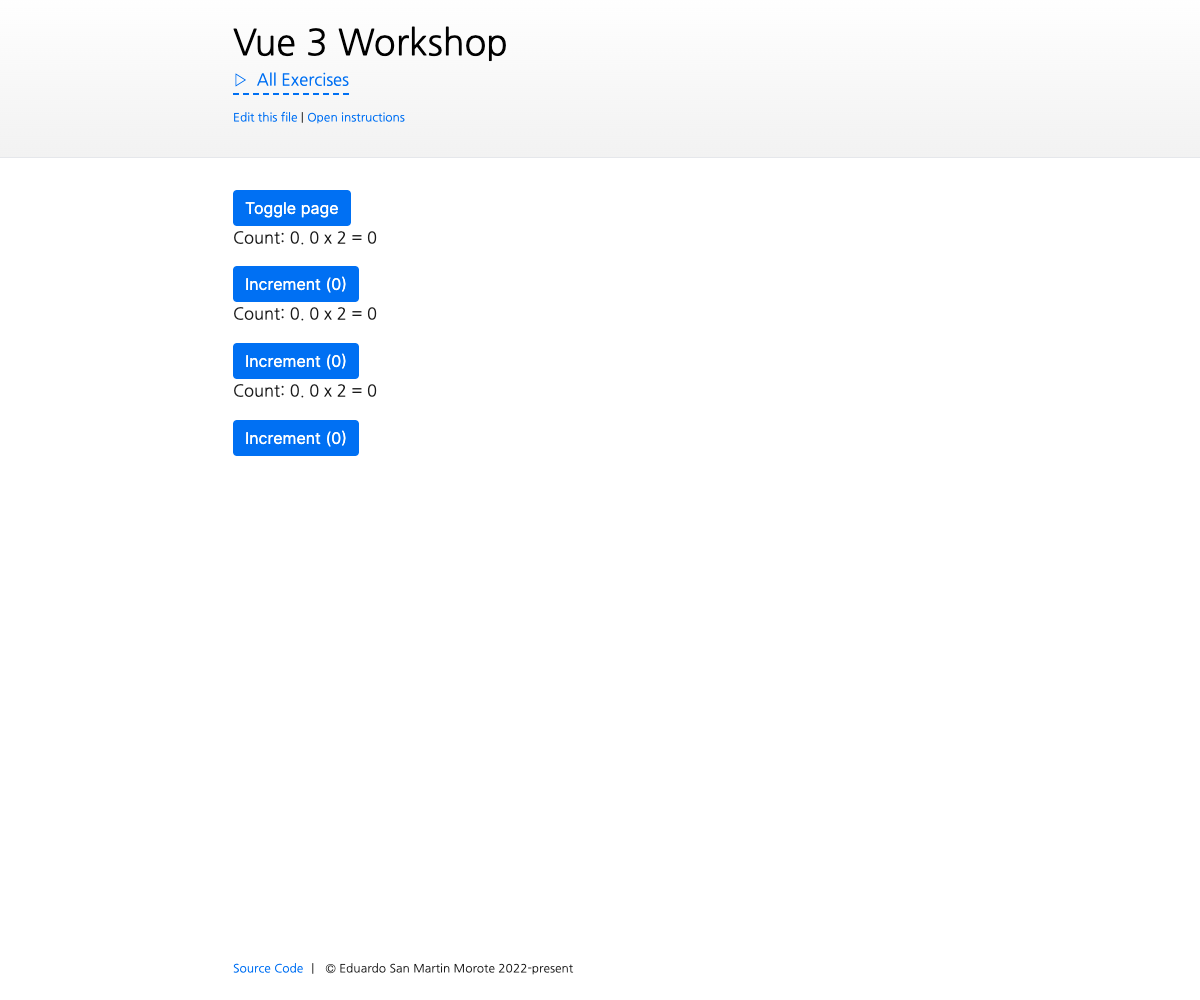 Vue 3 Workshop
▷ All Exercises
Edit this file | Open instructions
Toggle page
Count: 0. 0 x 2 = 0
Increment (0)
Count: 0. 0 x 2 = 0
Increment (0)
Count: 0. 0 x 2 = 0
Increment (0)
Source Code | © Eduardo San Martin Morote 2022-present